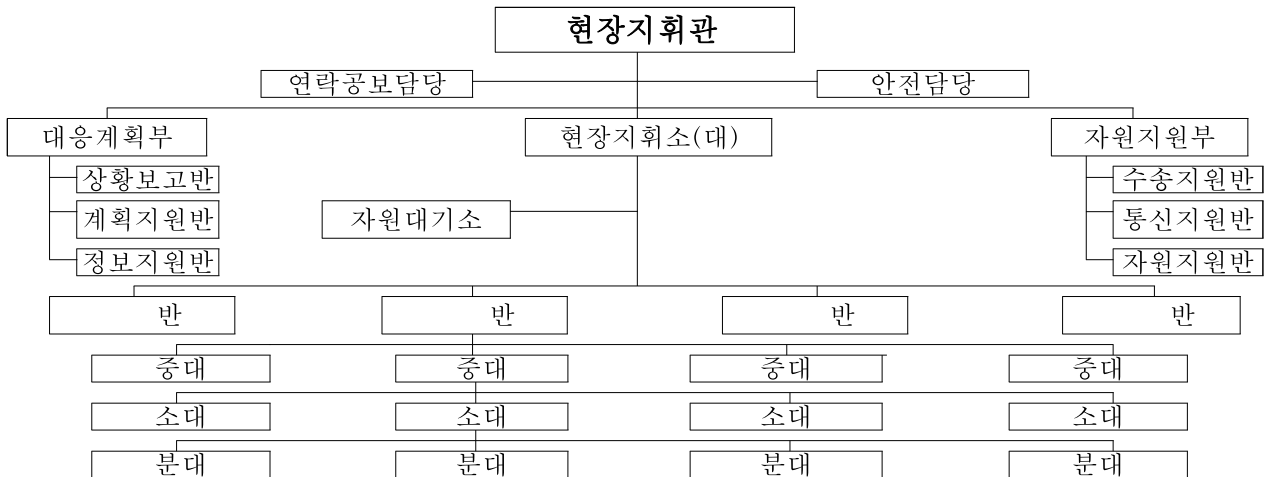 현장지휘관
연락공보담당 안전담당
대응계획부 현장지휘소(대) 자원지원부
상황보고반 수송지원반
계획지원반 자원대기소 통신지원반
정보지원반 자원지원반
반 반 반 반
중대 중대 중대 중대
소대 소대 소대 소대
분대 분대 분대 분대